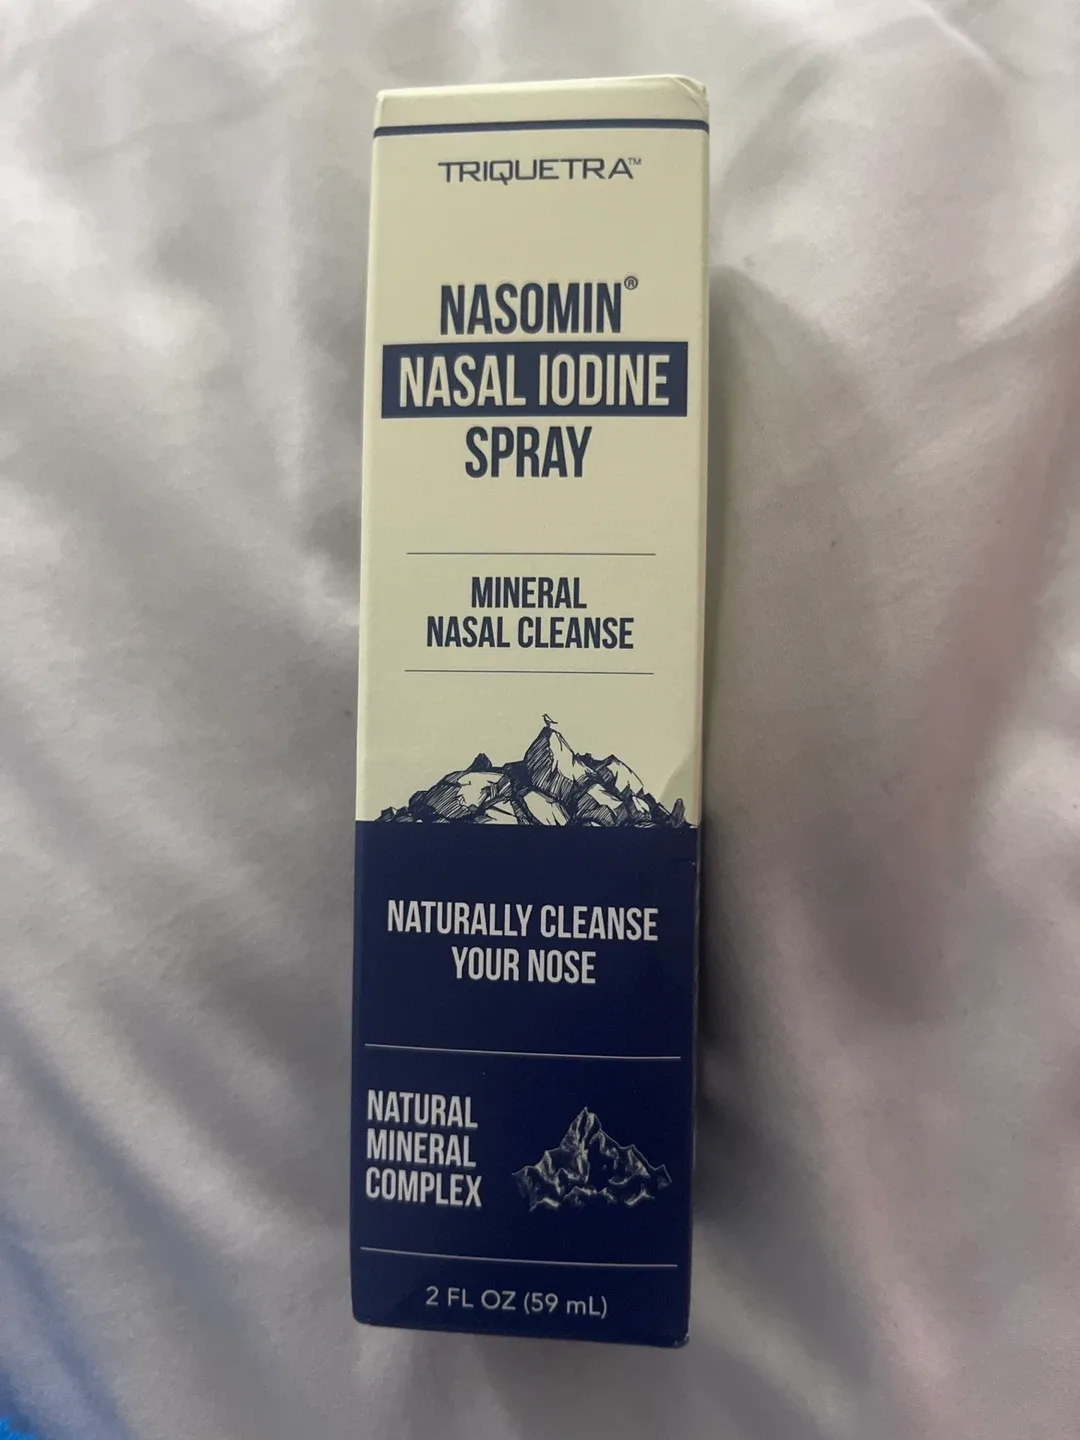 TRIQUETRA™
NASOMIN®
NASAL IODINE
SPRAY
MINERAL
NASAL CLEANSE
NATURALLY CLEANSE
YOUR NOSE
NATURAL
MINERAL
COMPLEX
2 FL OZ (59 mL)